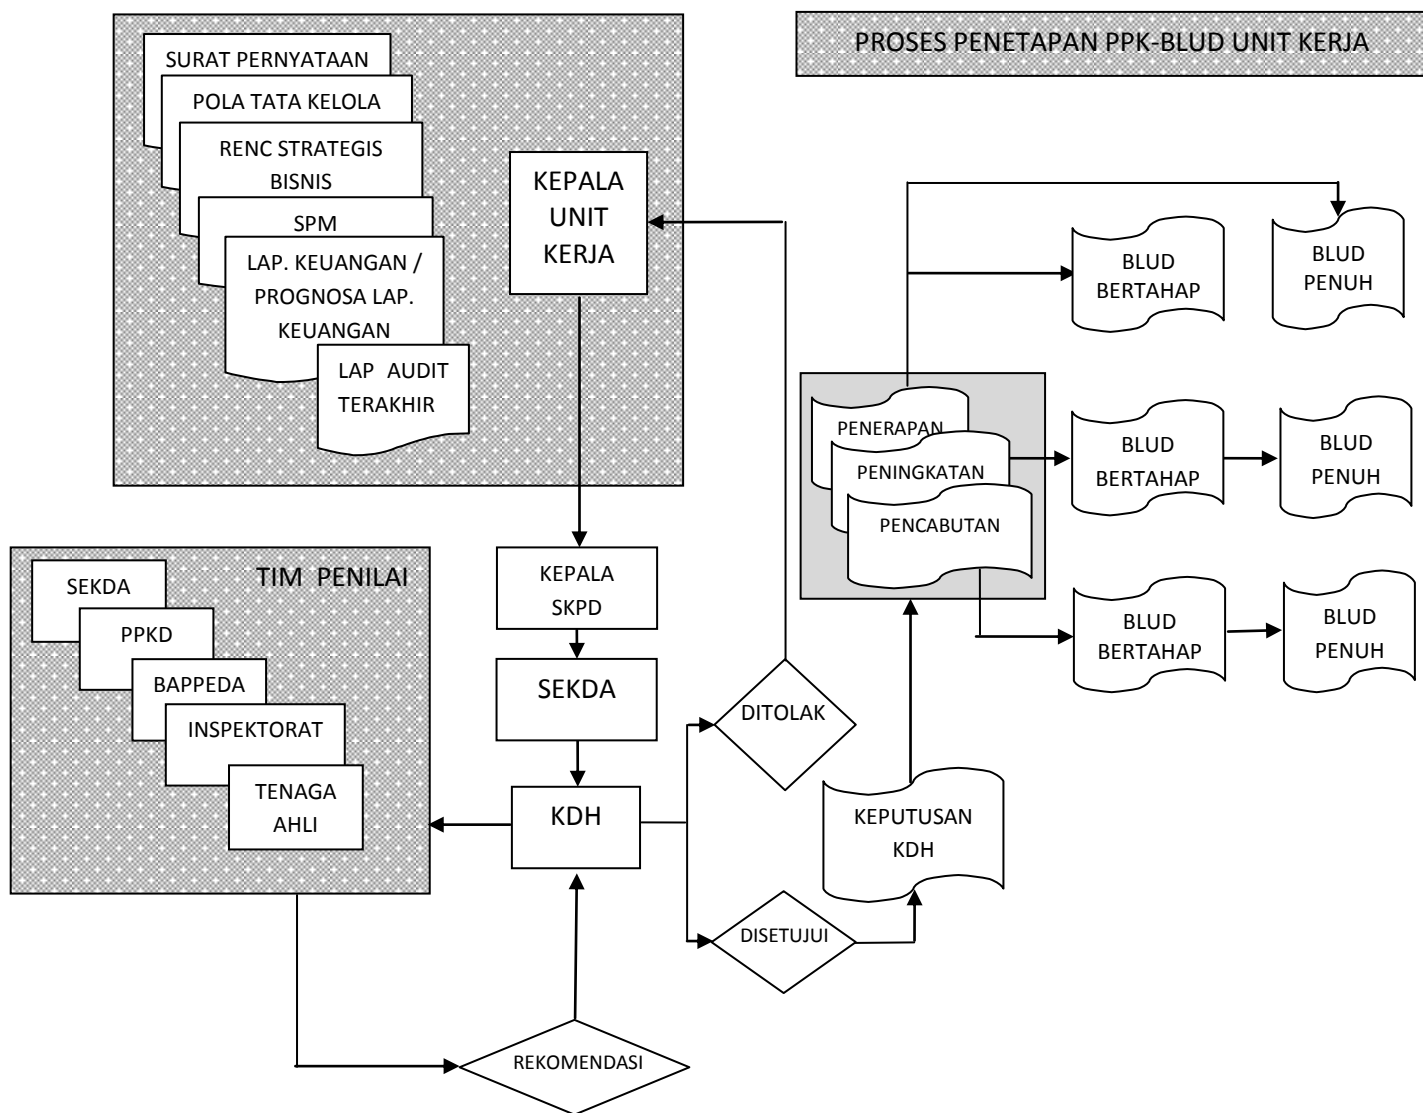 PROSES PENETAPAN PPK-BLUD UNIT KERJA
SURAT PERNYATAAN
POLA TATA KELOLA
RENC STRATEGIS
BISNIS
SPM
LAP. KEUANGAN /
PROGNOSA LAP.
KEUANGAN
LAP AUDIT
TERAKHIR
KEPALA
UNIT
KERJA
BLUD
BERTAHAP
BLUD
PENUH
PENERAPAN
PENINGKATAN
PENCABUTAN
BLUD
BERTAHAP
BLUD
PENUH
BLUD
BERTAHAP
BLUD
PENUH
TIM PENILAI
SEKDA
PPKD
BAPPEDA
INSPEKTORAT
TENAGA
AHLI
KEPALA
SKPD
SEKDA
KDH
DITOLAK
DISETUJUI
KEPUTUSAN
KDH
REKOMENDASI